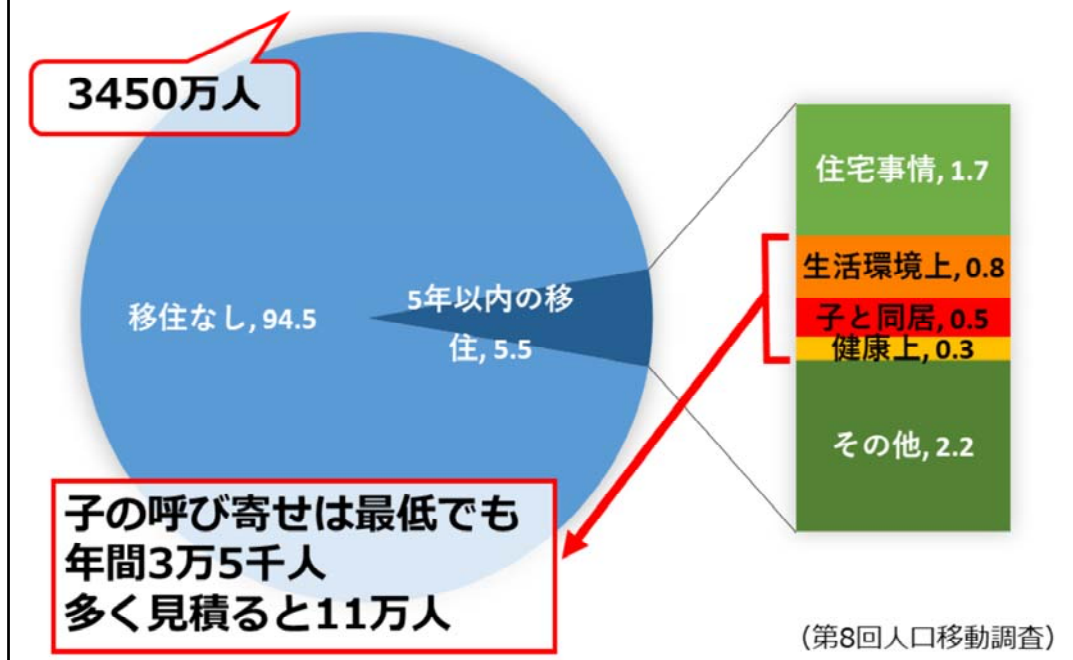 3450万人
移住なし, 94.5
5年以内の移
住, 5.5
住宅事情, 1.7
生活環境上, 0.8
子と同居, 0.5
健康上, 0.3
その他, 2.2
子の呼び寄せは最低でも
年間3万5千人
多く見積ると11万人
(第8回人口移動調査)